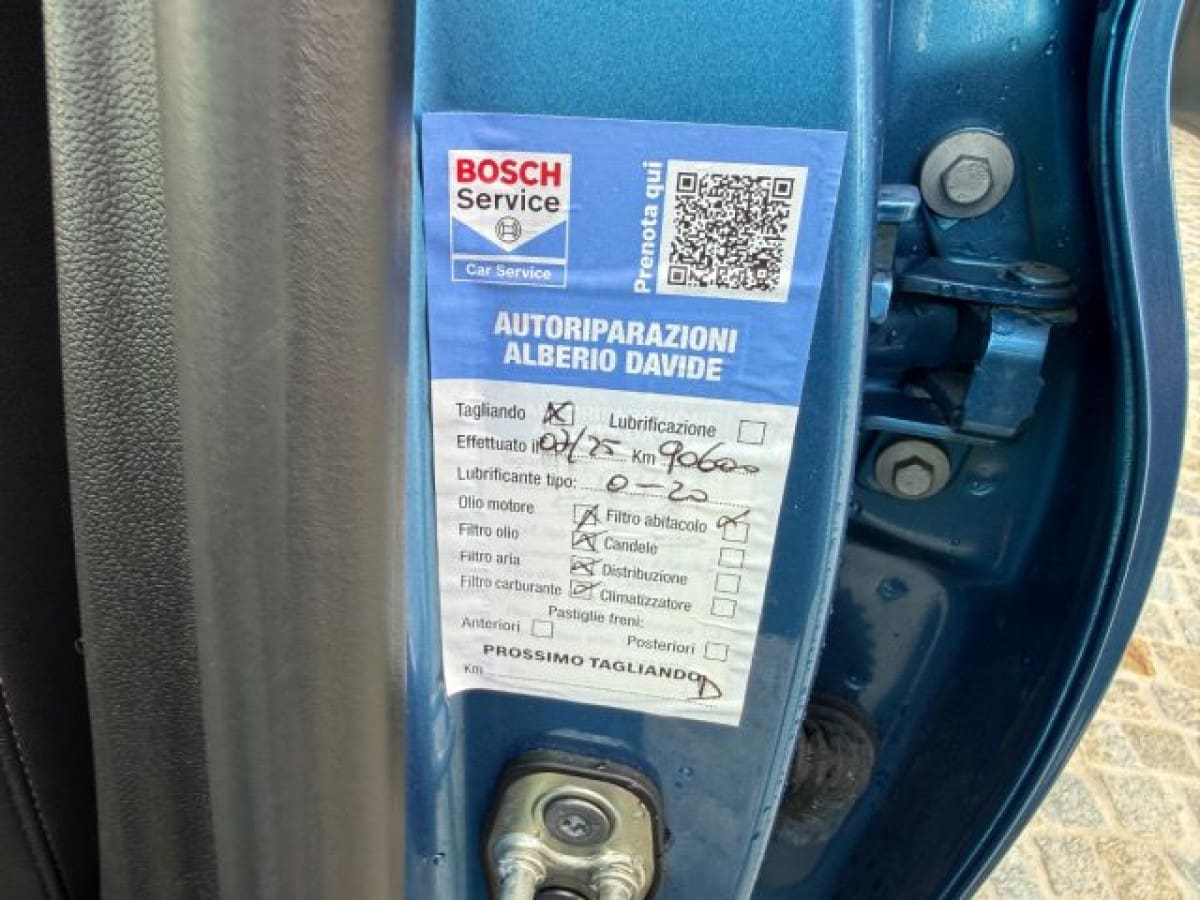 BOSCH
Service
Car Service
Prenota qui
AUTORIPARAZIONI
ALBERIO DAVIDE
Tagliando Lubrificazione
Effettuato il 07/25 Km 90600
Lubrificante tipo: 0-20
Olio motore Filtro abitacolo
Filtro olio Candele
Filtro aria Distribuzione
Filtro carburante Climatizzatore
Pastiglie freni:
Anteriori Posteriori
PROSSIMO TAGLIANDO
Km